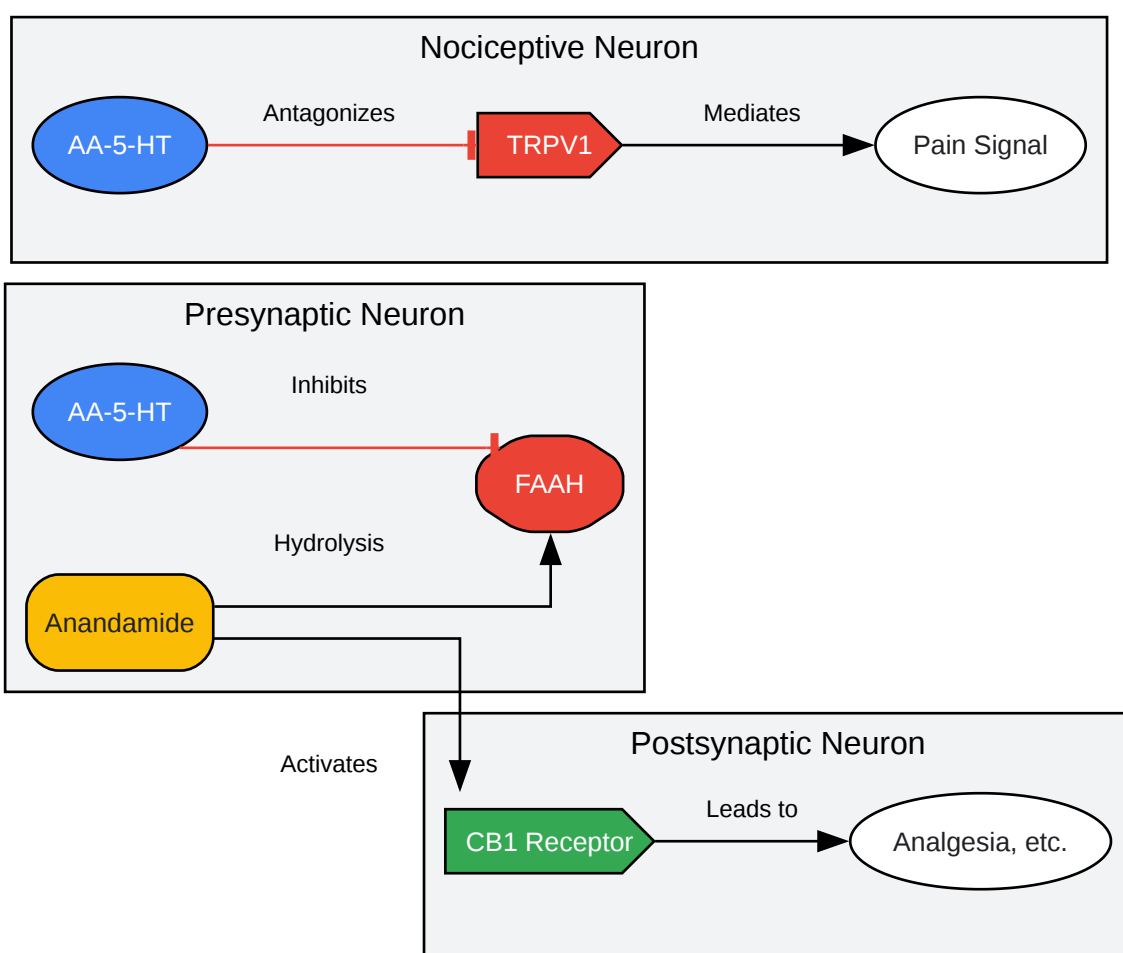 Nociceptive Neuron
AA-5-HT
Antagonizes
TRPV1
Mediates
Pain Signal
Presynaptic Neuron
AA-5-HT
Inhibits
FAAH
Hydrolysis
Anandamide
Activates
Postsynaptic Neuron
CB1 Receptor
Leads to
Analgesia, etc.